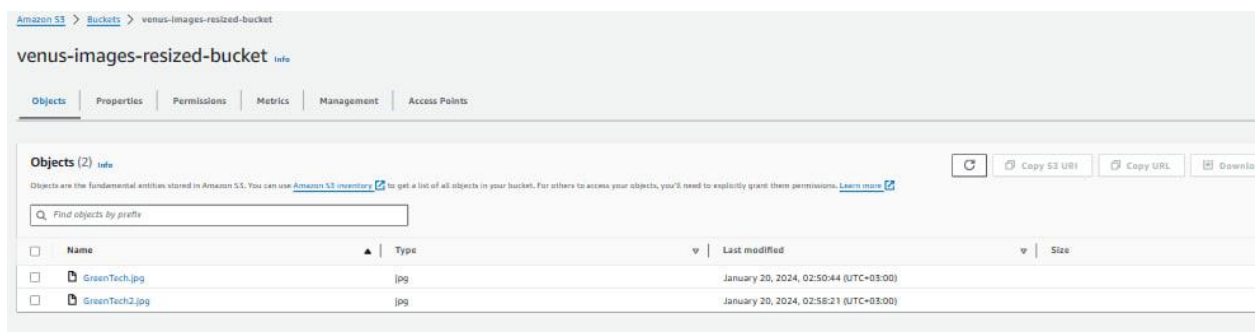 Amazon S3 > Buckets > venus-images-resized-bucket
venus-images-resized-bucket Info
Objects Properties Permissions Metrics Management Access Points
Objects (2) Info
Copy S3 URI Copy URL Downlo
Objects are the fundamental entities stored in Amazon S3. You can use Amazon S3 inventory to get a list of all objects in your bucket. For others to access your objects, you'll need to explicitly grant them permissions. Learn more
Find objects by prefix
Name Type Last modified Size
GreenTech.jpg jpg January 20, 2024, 02:50:44 (UTC+03:00)
GreenTech2.jpg jpg January 20, 2024, 02:58:21 (UTC+03:00)